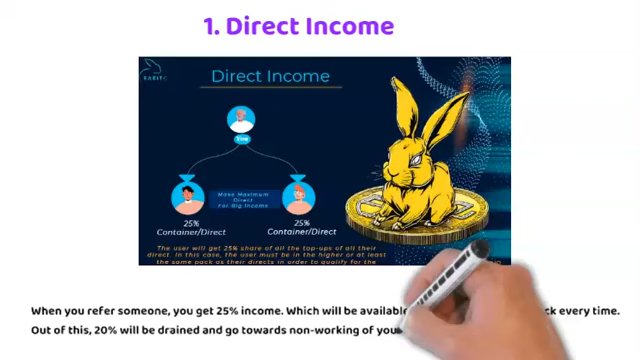 1. Direct Income
Direct Income
You
Make Maximum
Direct
For Big Income
25%
Container/Direct
25%
Container/Direct
The user will get 25% share of all the top-ups of all their
direct. In this case, the user must be in the higher or at least
the same pack as their directs in order to qualify for the
When you refer someone, you get 25% income. Which will be available ck every time.
Out of this, 20% will be drained and go towards non-working of your